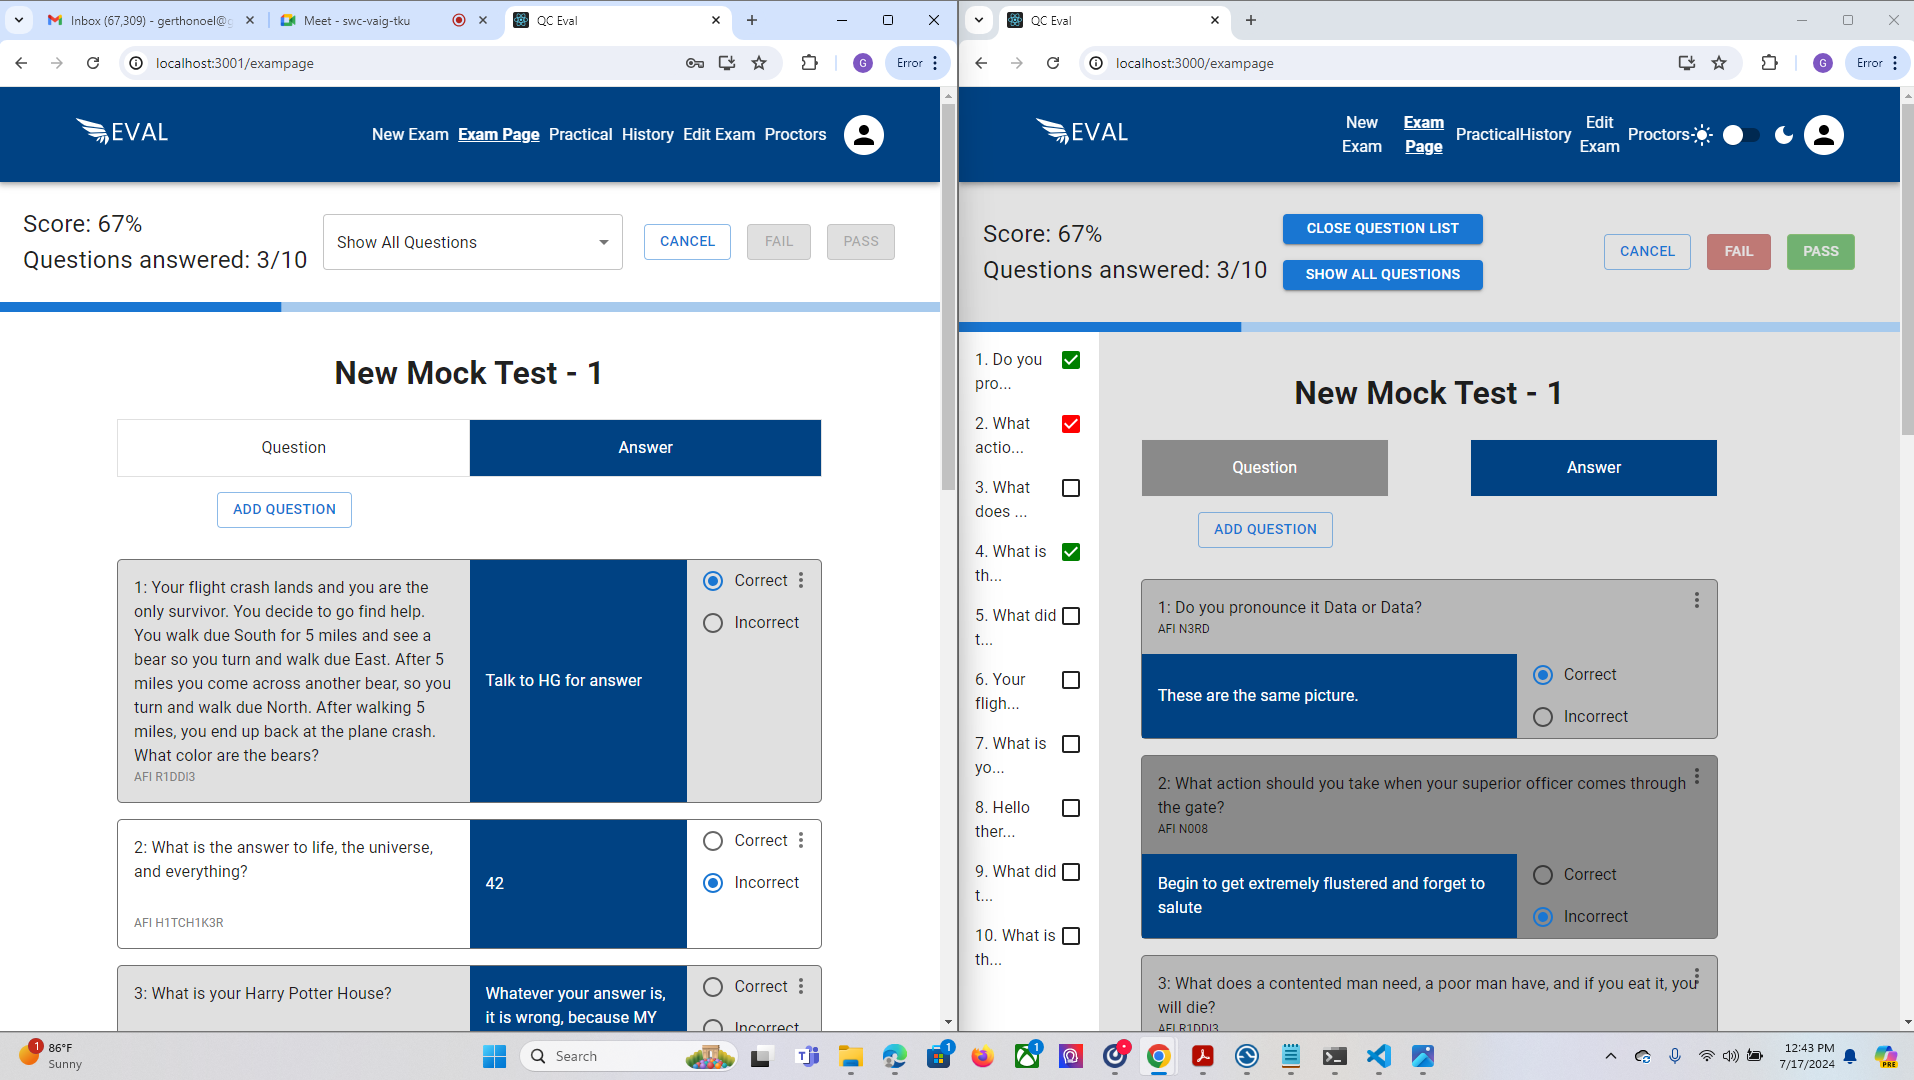 Inbox (67,309) - gerthonoel@g
Meet - swc-vaig-tku
QC Eval
localhost:3001/exampage
G
Error
EVAL
New Exam
Exam Page
Practical
History
Edit Exam
Proctors
Score: 67%
Questions answered: 3/10
Show All Questions
CANCEL
FAIL
PASS
New Mock Test - 1
Question
Answer
ADD QUESTION
1: Your flight crash lands and you are the
only survivor. You decide to go find help.
You walk due South for 5 miles and see a
bear so you turn and walk due East. After 5
miles you come across another bear, so you
turn and walk due North. After walking 5
miles, you end up back at the plane crash.
What color are the bears?
AFI R1DDI3
Talk to HG for answer
Correct
Incorrect
2: What is the answer to life, the universe,
and everything?
AFI H1TCH1K3R
42
Correct
Incorrect
3: What is your Harry Potter House?
Whatever your answer is,
it is wrong, because MY
Correct
Incorrect
QC Eval
localhost:3000/exampage
G
Error
EVAL
New
Exam
Exam
Page
Practical
History
Edit
Exam
Proctors
Score: 67%
Questions answered: 3/10
CLOSE QUESTION LIST
SHOW ALL QUESTIONS
CANCEL
FAIL
PASS
1. Do you
pro...
2. What
actio...
3. What
does ...
4. What is
th...
5. What did
t...
6. Your
fligh...
7. What is
yo...
8. Hello
ther...
9. What did
t...
10. What is
th...
New Mock Test - 1
Question
Answer
ADD QUESTION
1: Do you pronounce it Data or Data?
AFI N3RD
These are the same picture.
Correct
Incorrect
2: What action should you take when your superior officer comes through
the gate?
AFI N008
Begin to get extremely flustered and forget to
salute
Correct
Incorrect
3: What does a contented man need, a poor man have, and if you eat it, you
will die?
AFI R1DDI3
1
86°F
Sunny
Search
1
1
12:43 PM
7/17/2024
PRE